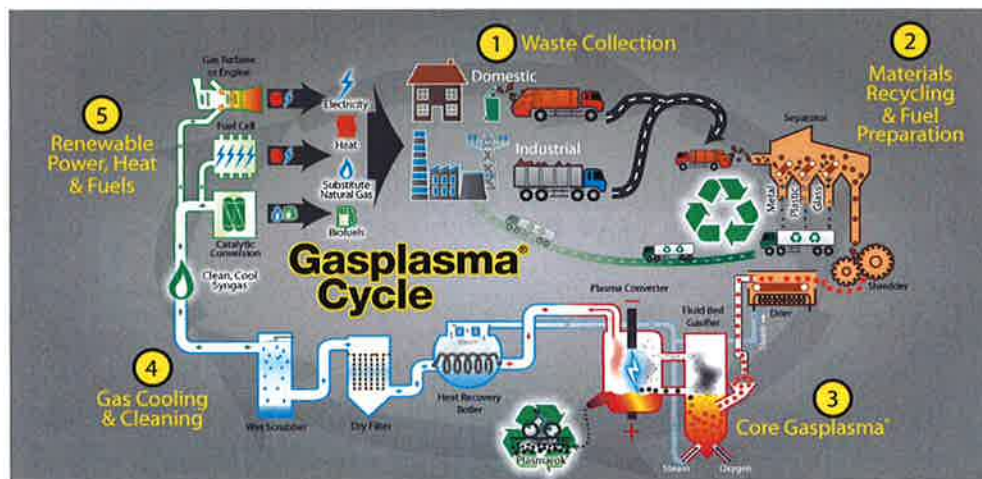 1 Waste Collection
Domestic
Industrial
2
Materials
Recycling
& Fuel
Preparation
Separator
Metal
Plastic
Glass
Shredder
Drier
3
Core Gasplasma®
Fluid Bed
Gasifier
Steam
Oxygen
Plasma Converter
Plasmarok
Heat Recovery
Boiler
Steam
Dry Filter
Wet Scrubber
4
Gas Cooling
& Cleaning
Clean, Cool
Syngas
5
Renewable
Power, Heat
& Fuels
Gas Turbine
or Engine
Fuel Cell
Catalytic
Conversion
Electricity
Heat
Substitute
Natural Gas
Biofuels
Gasplasma®
Cycle